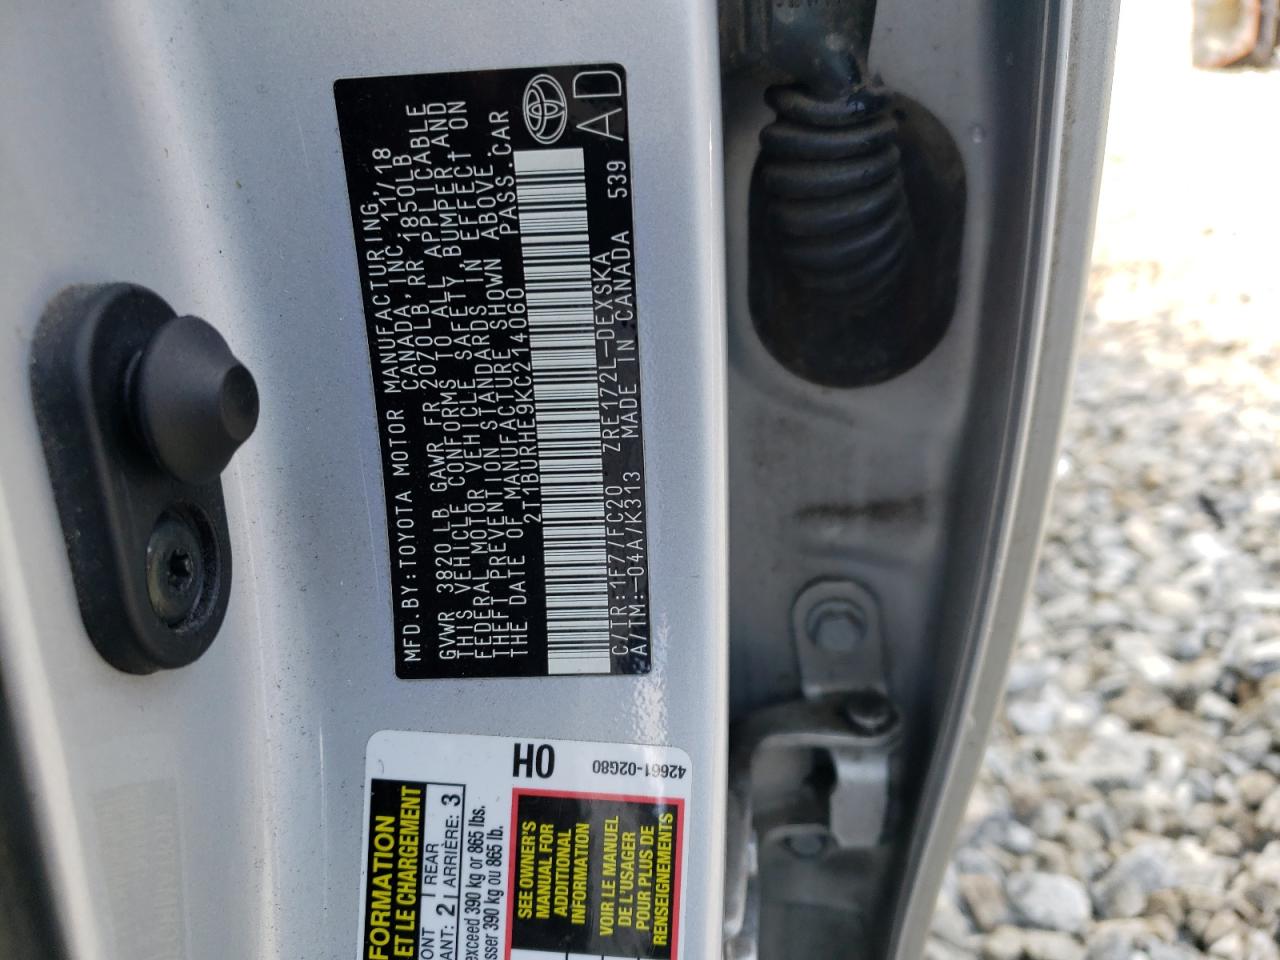 MFD.BY:TOYOTA MOTOR MANUFACTURING,
CANADA, INC. 11/18
GVWR 3820LB GAWR FR 2070LB,RR 1850LB
THIS VEHICLE CONFORMS TO ALL APPLICABLE
FEDERAL MOTOR VEHICLE SAFETY, BUMPER, AND
THEFT PREVENTION STANDARDS IN EFFECT ON
THE DATE OF MANUFACTURE SHOWN ABOVE.
2T1BURHE9KC214060 PASS.CAR
C/TR:1F7/FC20 ZRE172L-DEXSKA
A/TM:-04A/K313 MADE IN CANADA 539
AD
OH
42661-02G80
FORMATION
ET LE CHARGEMENT
ONT REAR
ANT: 2 ARRIÈRE: 3
exceed 390 kg or 865 lbs.
sser 390 kg ou 865 lb.
SEE OWNER'S
MANUAL FOR
ADDITIONAL
INFORMATION
VOIR LE MANUEL
DE L'USAGER
POUR PLUS DE
RENSEIGNEMENTS